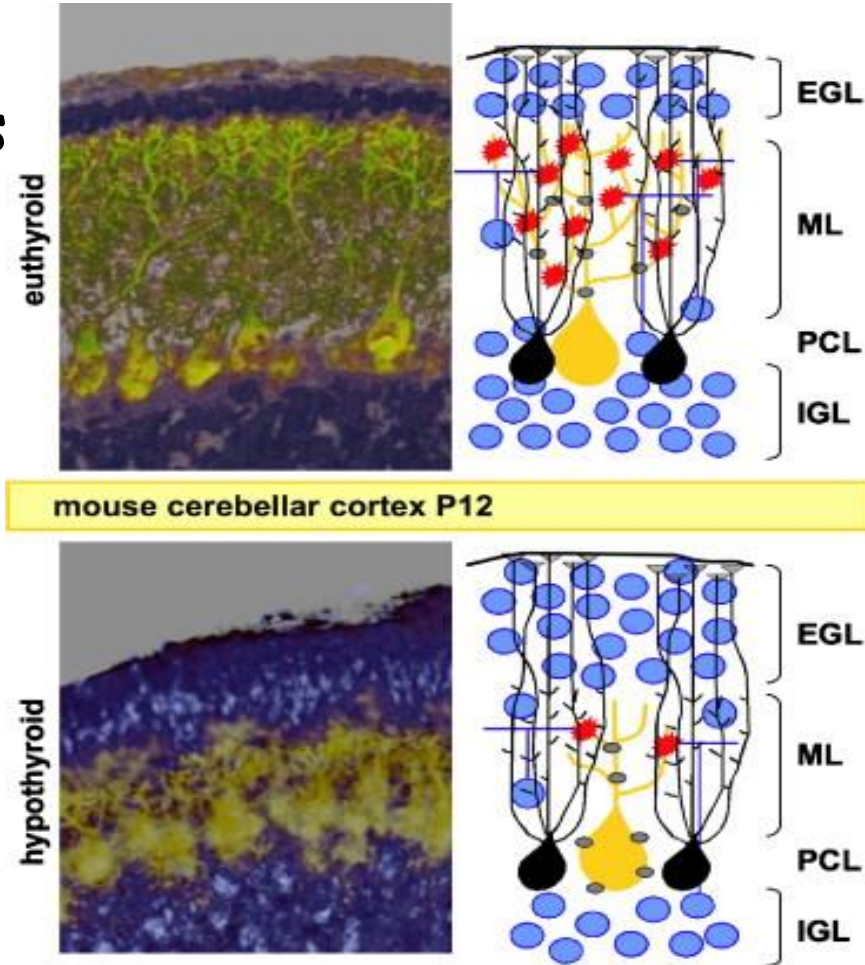 s
euthyroid
EGL
ML
PCL
IGL
mouse cerebellar cortex P12
hypothyroid
EGL
ML
PCL
IGL